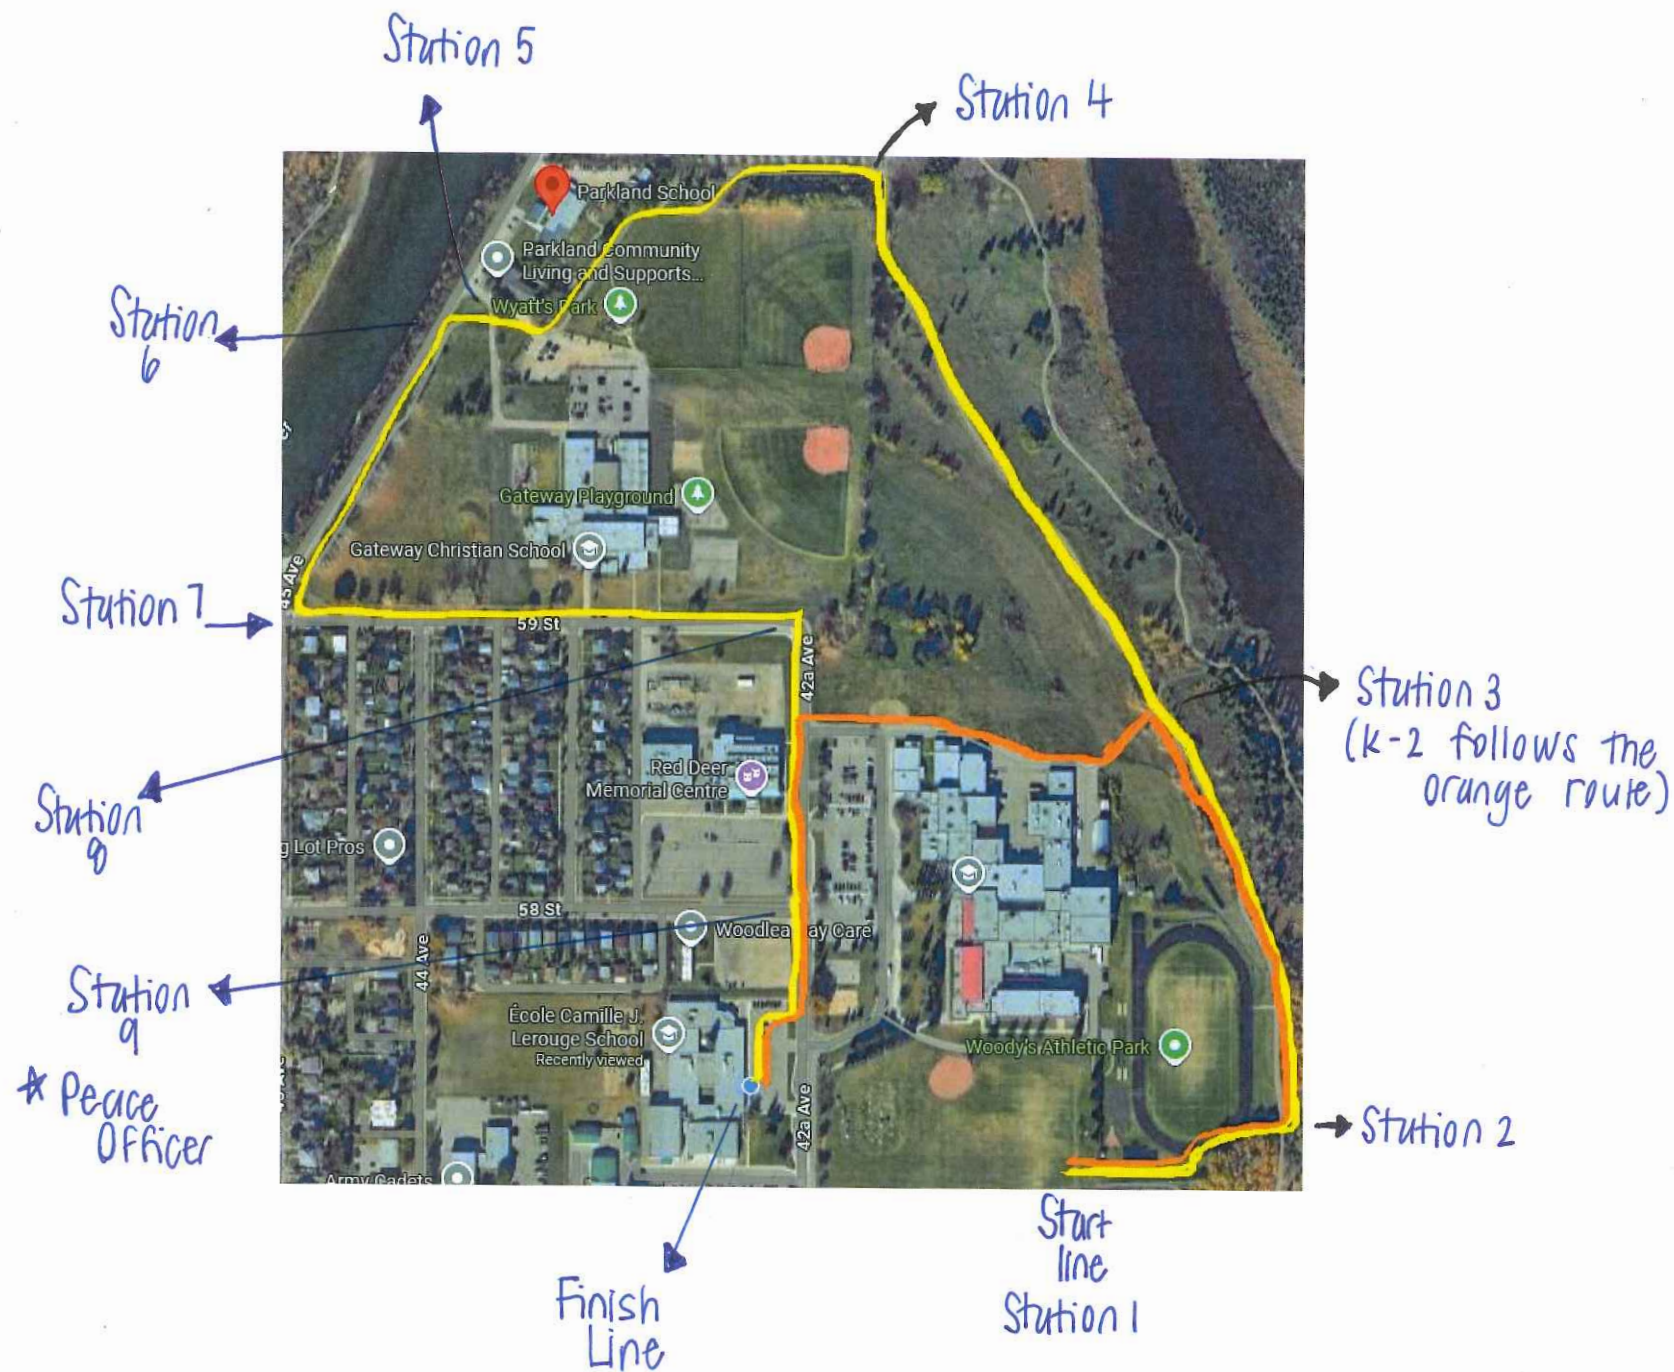 Station 5
Station 4
Parkland School
Parkland Community
Living and Supports...
Wyatt's Park
Station
6
Gateway Playground
Gateway Christian School
45 Ave
Station 7
59 St
42a Ave
Station 3
(K-2 follows the
orange route)
Red Deer
Memorial Centre
Station
8
g Lot Pros
58 St
Woodlea ay Care
44 Ave
Station
9
* Peace
Officer
École Camille J.
Lerouge School
Recently viewed
Woody's Athletic Park
42a Ave
Station 2
Army Cadets
Start
line
Station 1
Finish
Line